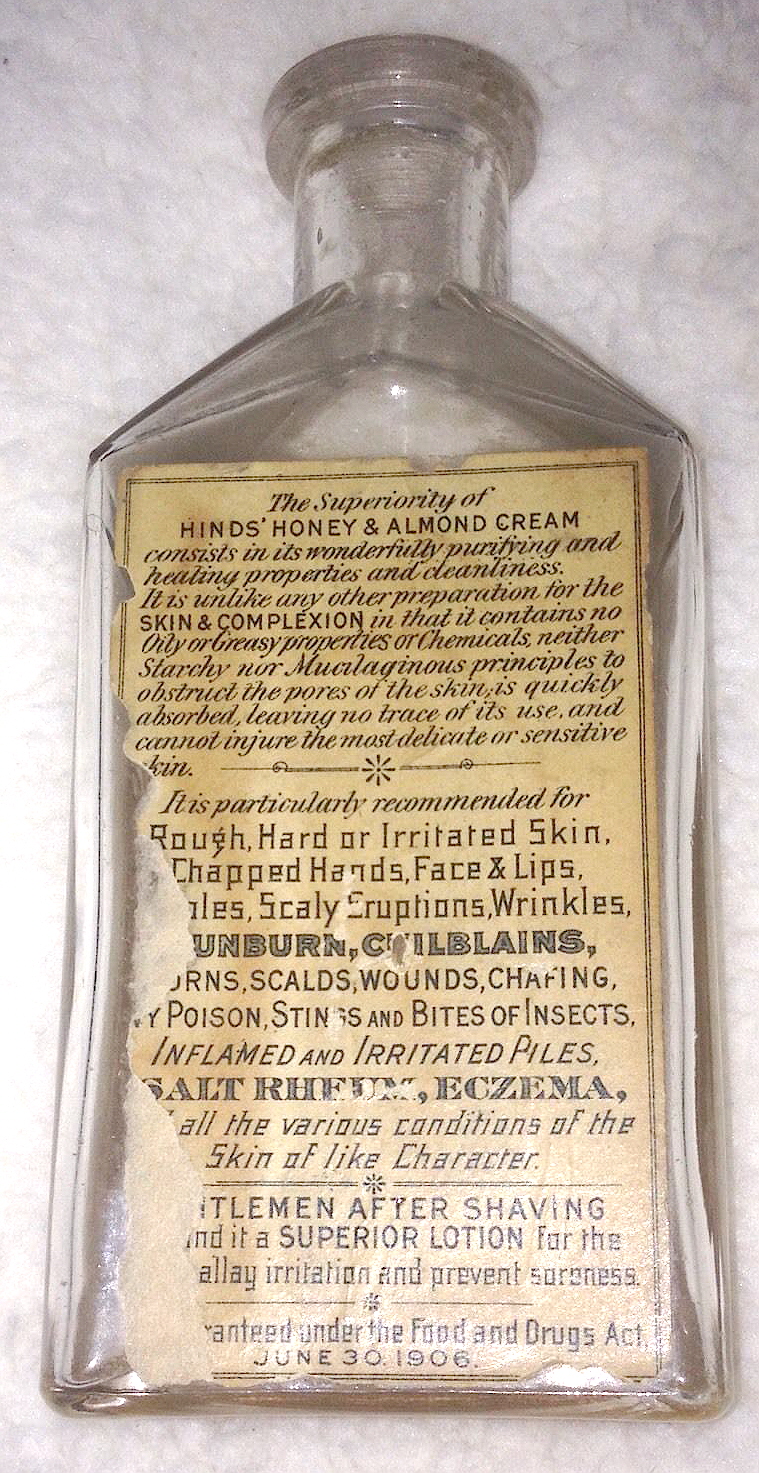 The Superiority of
HINDS' HONEY & ALMOND CREAM
consists in its wonderfully purifying and
healing properties and cleanliness.
It is unlike any other preparation for the
SKIN & COMPLEXION in that it contains no
Oily or Greasy properties or Chemicals, neither
Starchy nor Mucilaginous principles to
obstruct the pores of the skin, is quickly
absorbed, leaving no trace of its use, and
cannot injure the most delicate or sensitive
kin.
It is particularly recommended for
Rough, Hard or Irritated Skin,
Chapped Hands, Face & Lips,
ales, Scaly Eruptions, Wrinkles,
UNBURN, CHILBLAINS,
URNS, SCALDS, WOUNDS, CHAFING,
Y POISON, STINGS AND BITES OF INSECTS,
INFLAMED AND IRRITATED PILES,
SALT RHEUM, ECZEMA,
all the various conditions of the
Skin of like Character.
TLEMEN AFTER SHAVING
ind it a SUPERIOR LOTION for the
allay irritation and prevent soreness.
ranteed under the Food and Drugs Act,
JUNE 30. 1906.